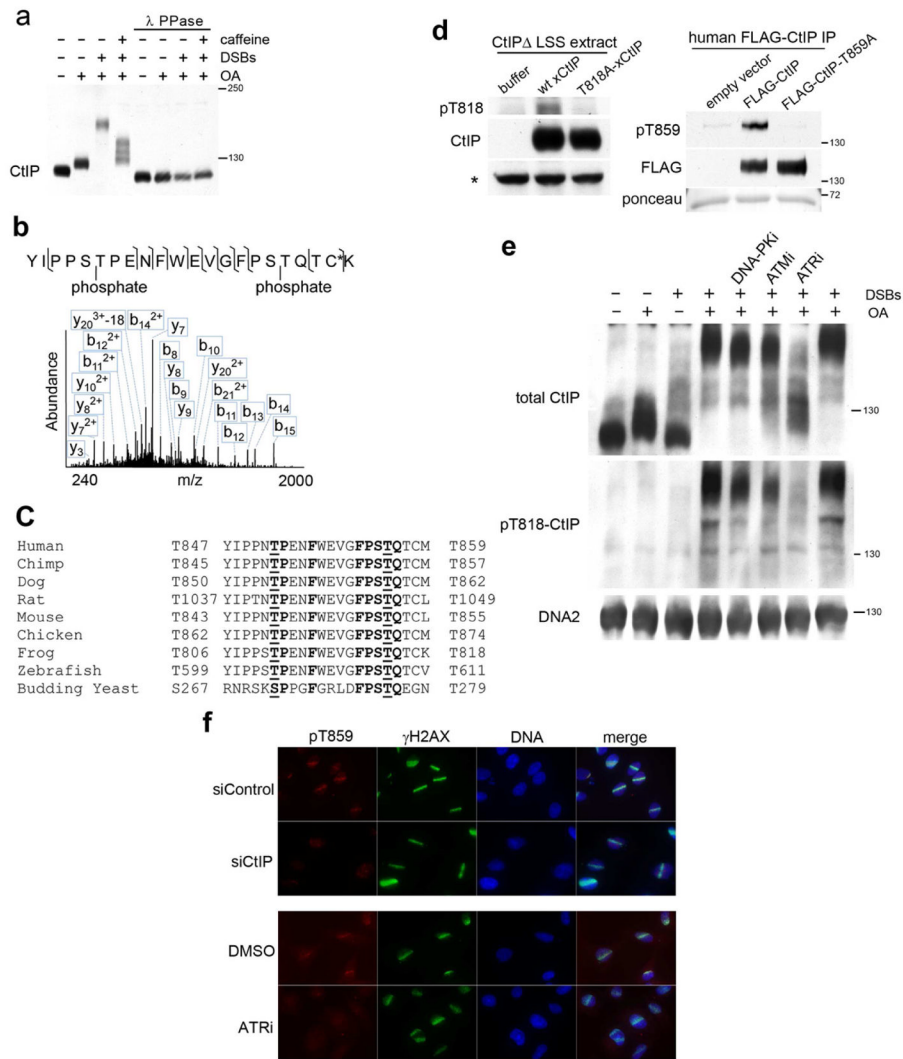 a
λ PPase
– – – + – – – + caffeine
– – + + – – + + DSBs
– + + + – + + + OA
250
130
CtIP
b
YIPPSTPENFWEVGFPSTQTC*K
phosphate phosphate
y20 3+-18 b14 2+ y7
b12 2+ b8 b10
b11 2+ y8 y20 2+
y10 2+ b9 b21 2+
y8 2+ y9 b11 b13 b14
y7 2+ b12 b15
y3
Abundance
240 m/z 2000
C
Human T847 YIPPNTPENFWEVGFPSTQTCM T859
Chimp T845 YIPPNTPENFWEVGFPSTQTCM T857
Dog T850 YIPPNTPENFWEVGFPSTQTCM T862
Rat T1037 YIPTNTPENFWEVGFPSTQTCL T1049
Mouse T843 YIPPNTPENFWEVGFPSTQTCL T855
Chicken T862 YIPPNTPENFWEVGFPSTQTCM T874
Frog T806 YIPPSTPENFWEVGFPSTQTCK T818
Zebrafish T599 YIPPSTPENFWEVGFPSTQTCV T611
Budding Yeast S267 RNRSKSPPGFGRLDFPSTQEGN T279
d
CtIPΔ LSS extract
buffer
wt xCtIP
T818A-xCtIP
pT818
CtIP
*
human FLAG-CtIP IP
empty vector
FLAG-CtIP
FLAG-CtIP-T859A
pT859
130
FLAG
130
72
ponceau
e
DNA-PKi
ATMi
ATRi
– – + + + + + + DSBs
– + – + + + + + OA
total CtIP
130
pT818-CtIP
130
DNA2
130
f
pT859 γH2AX DNA merge
siControl
siCtIP
DMSO
ATRi